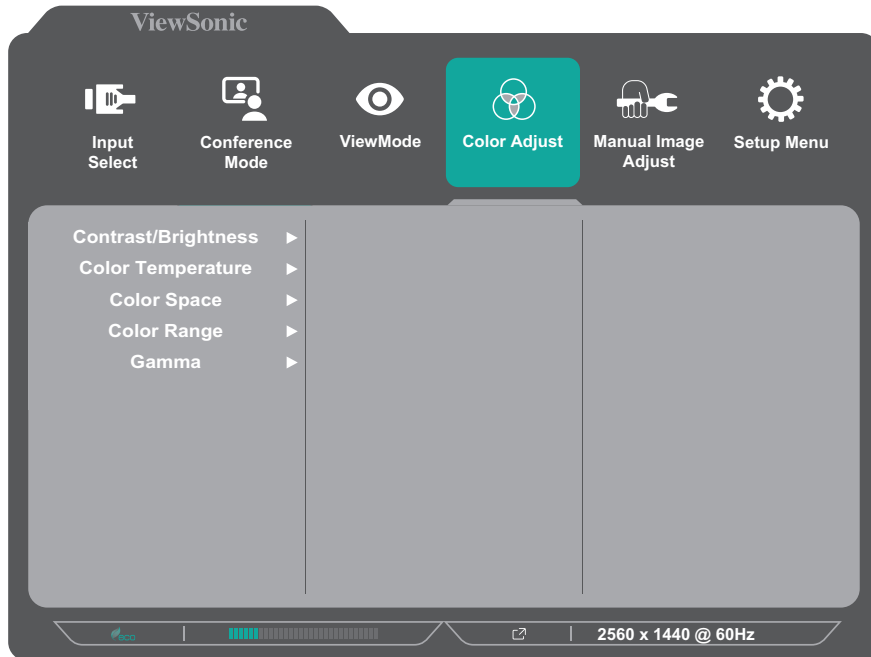 ViewSonic
Input
Select
Conference
Mode
ViewMode
Color Adjust
Manual Image
Adjust
Setup Menu
Contrast/Brightness
Color Temperature
Color Space
Color Range
Gamma
eco
2560 x 1440 @ 60Hz